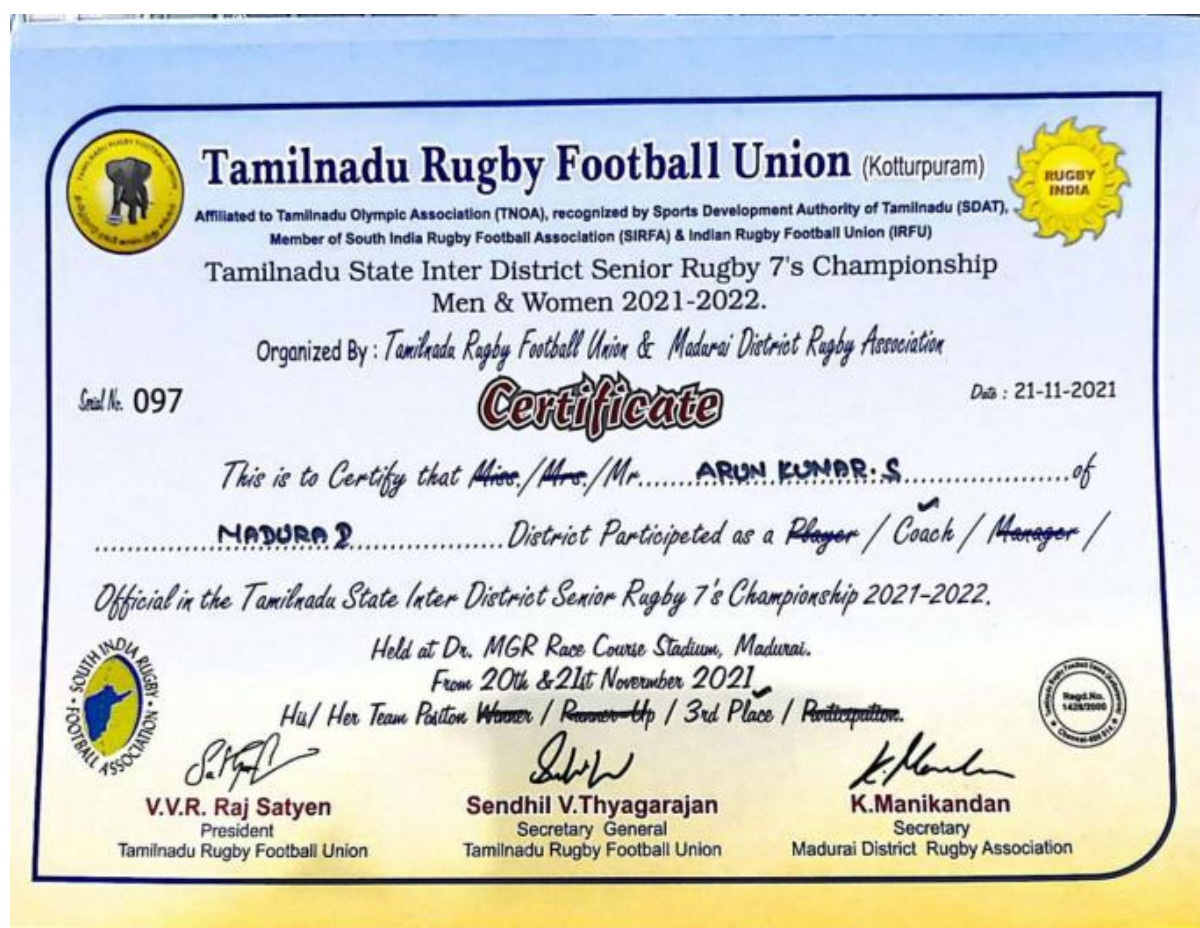 Tamilnadu Rugby Football Union (Kotturpuram)
RUGBY
INDIA
Affiliated to Tamilnadu Olympic Association (TNOA), recognized by Sports Development Authority of Tamilnadu (SDAT),
Member of South India Rugby Football Association (SIRFA) & Indian Rugby Football Union (IRFU)
Tamilnadu State Inter District Senior Rugby 7's Championship
Men & Women 2021-2022.
Organized By : Tamilnadu Rugby Football Union & Madurai District Rugby Association
Serial No. 097
Certificate
Date : 21-11-2021
This is to Certify that Miss./Mrs./Mr....... ARUN KUMAR.S ....................of
MADURAI ................District Participeted as a Player / Coach / Manager /
Official in the Tamilnadu State Inter District Senior Rugby 7's Championship 2021-2022.
Held at Dr. MGR Race Course Stadium, Madurai.
From 20th &21st Novermber 2021
His/ Her Team Positon Winner / Runner-Up / 3rd Place / Participation.
SOUTH INDIA RUGBY
FOOTBALL ASSOCIATION
Regd.No.
1428/2000
V.V.R. Raj Satyen
President
Tamilnadu Rugby Football Union
Sendhil V.Thyagarajan
Secretary General
Tamilnadu Rugby Football Union
K.Manikandan
Secretary
Madurai District Rugby Association